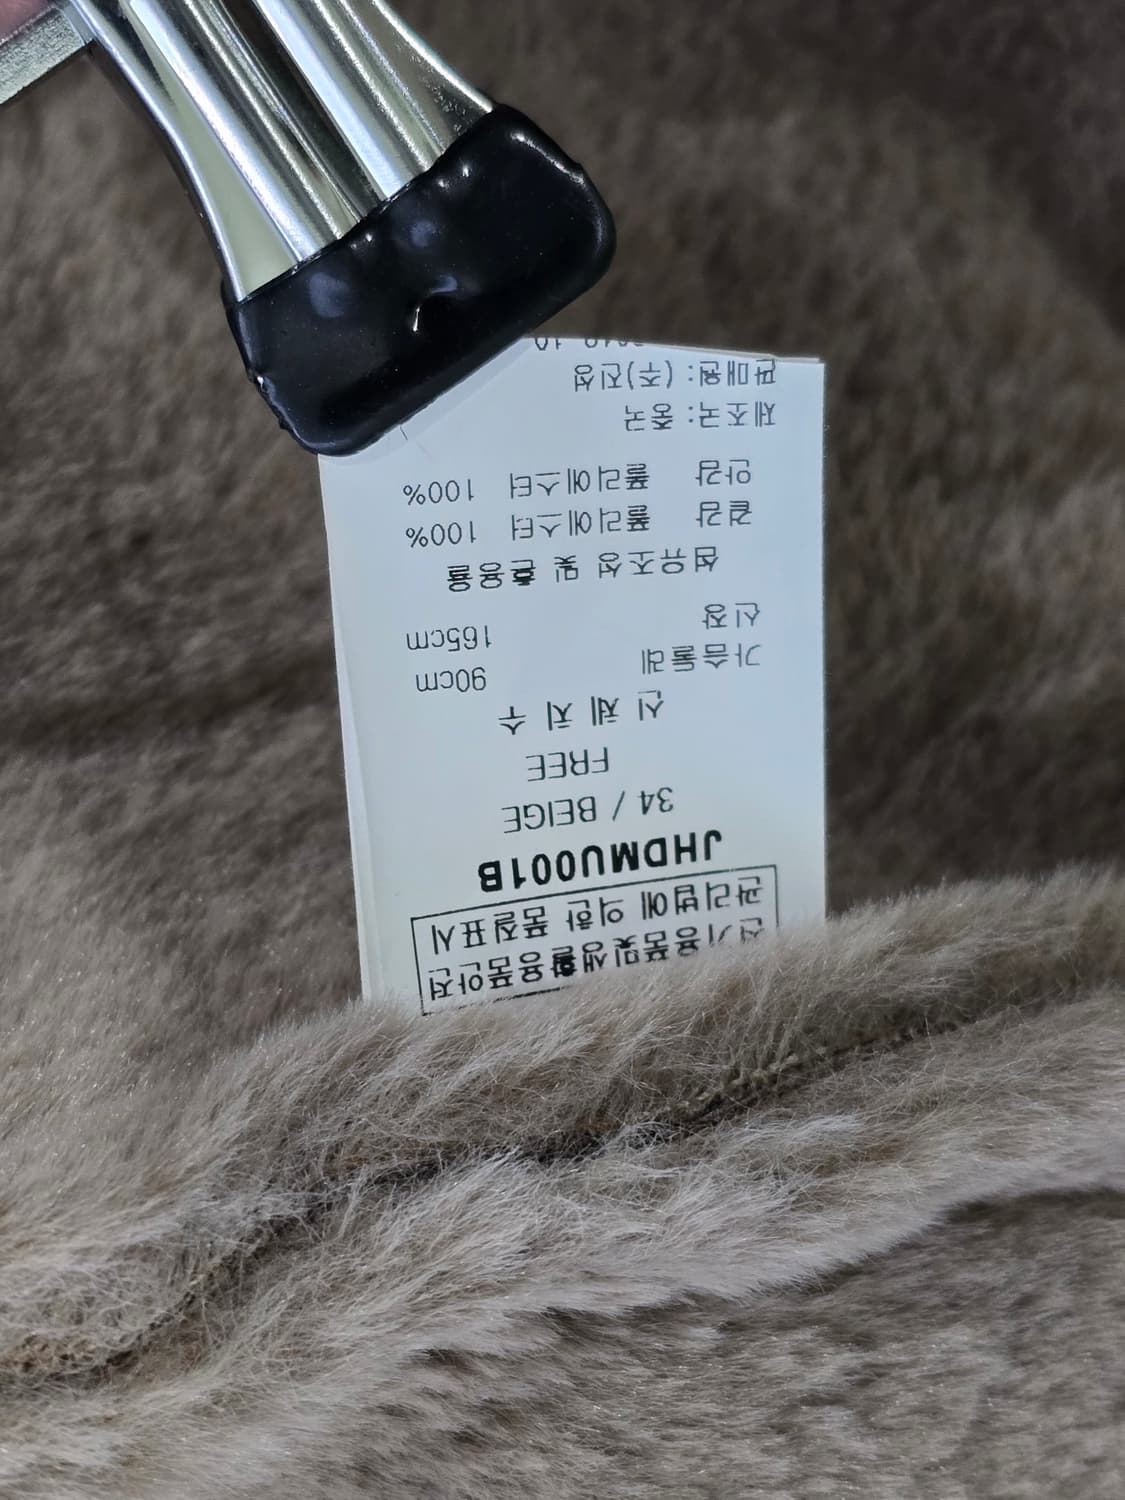 전기용품및생활용품안전
관리법에 의한 품질표시
JHDMU001B
34 / BEIGE
FREE
신 체 치 수
가슴둘레 90cm
신장 165cm
섬유조성 및 혼용율
겉감 폴리에스터 100%
안감 폴리에스터 100%
제조국: 중국
판매원: (주)진성